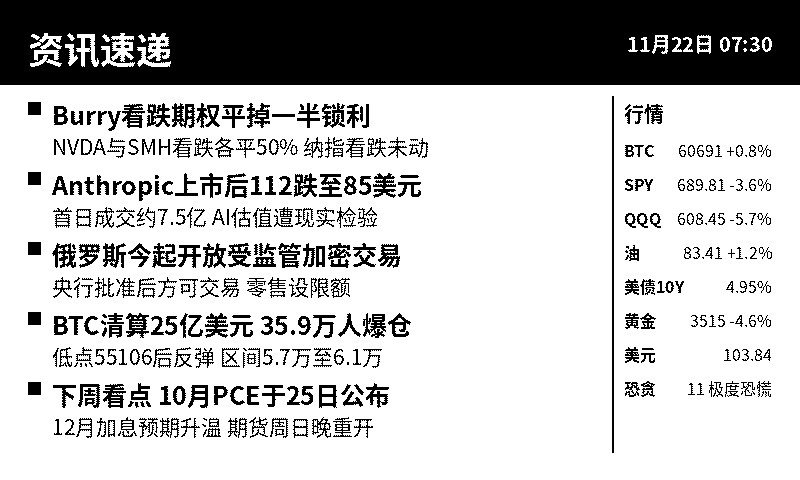 资讯速递
11月22日 07:30
Burry看跌期权平掉一半锁利
NVDA与SMH看跌各平50% 纳指看跌未动
Anthropic上市后112跌至85美元
首日成交约7.5亿 AI估值遭现实检验
俄罗斯今起开放受监管加密交易
央行批准后方可交易 零售设限额
BTC清算25亿美元 35.9万人爆仓
低点55106后反弹 区间5.7万至6.1万
下周看点 10月PCE于25日公布
12月加息预期升温 期货周日晚重开
行情
BTC 60691 +0.8%
SPY 689.81 -3.6%
QQQ 608.45 -5.7%
油 83.41 +1.2%
美债10Y 4.95%
黄金 3515 -4.6%
美元 103.84
恐贪 11 极度恐慌